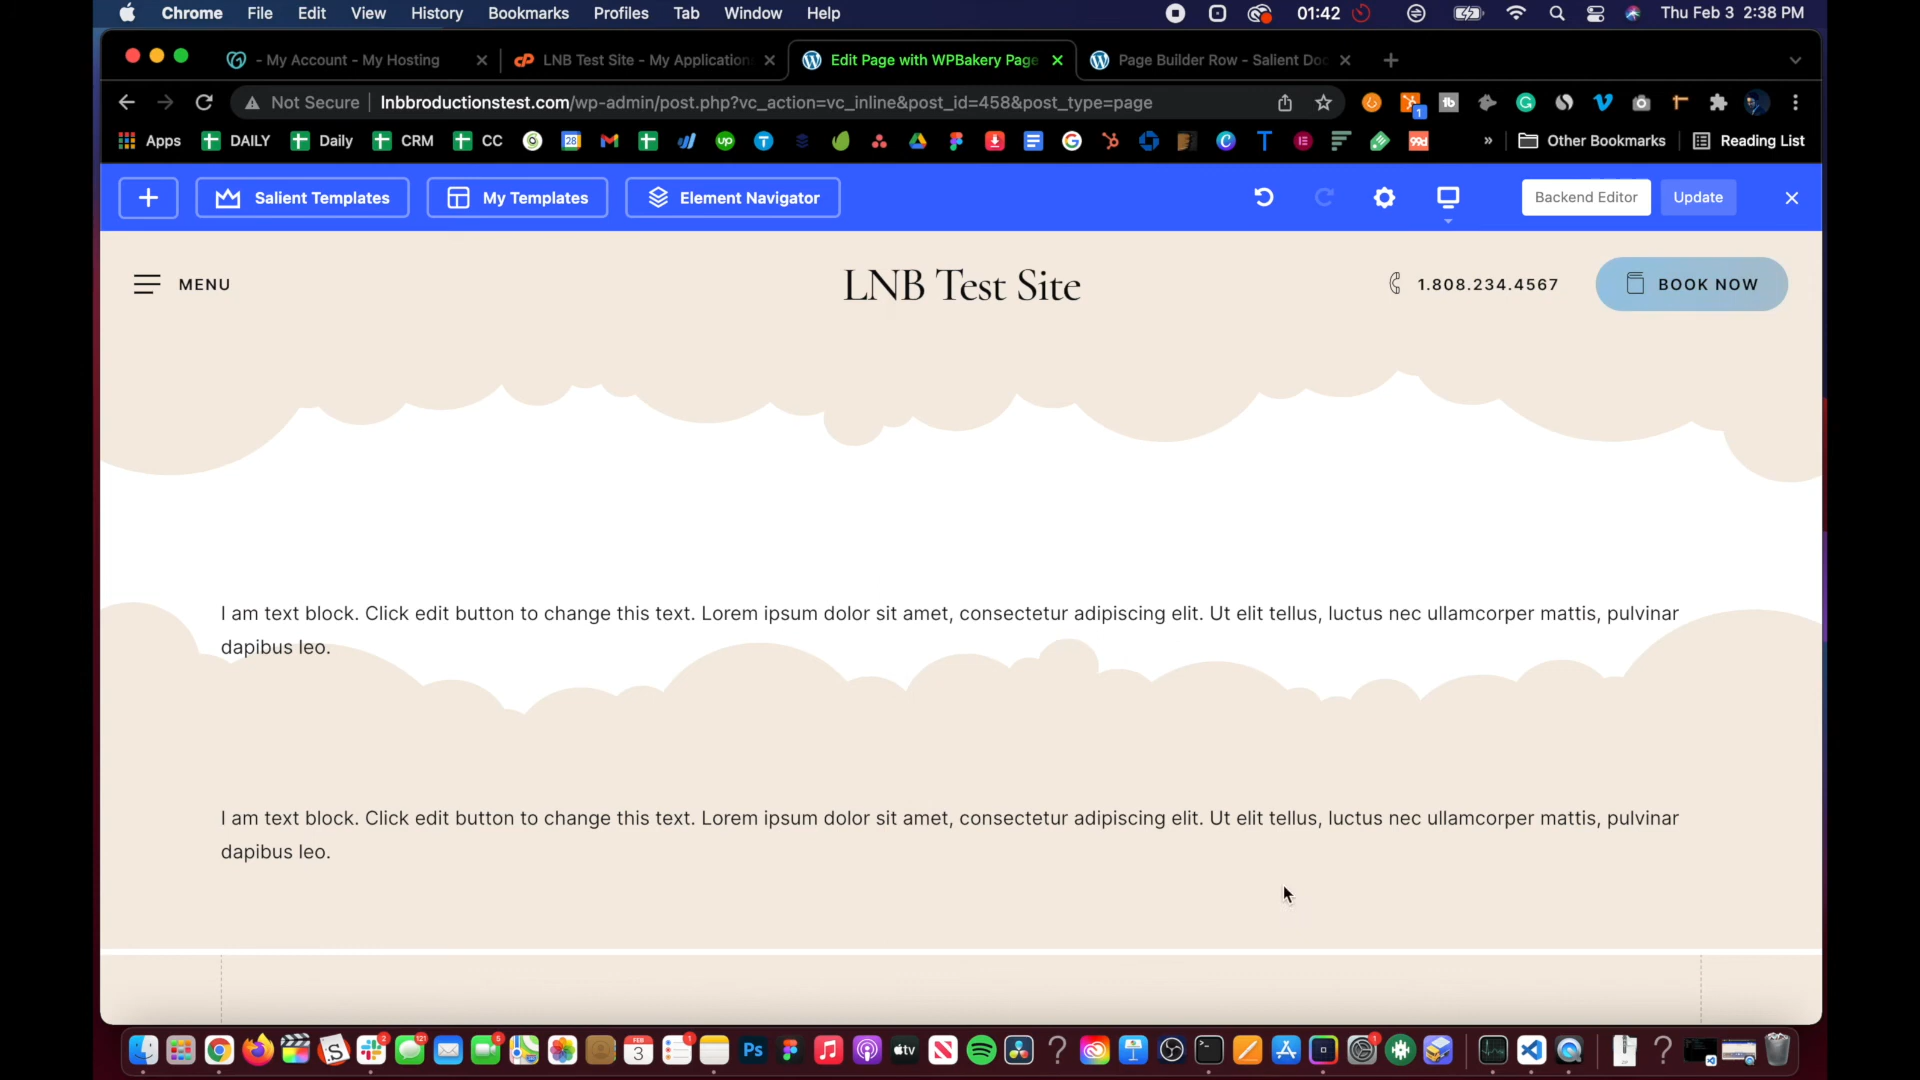 Chrome File Edit View History Bookmarks Profiles Tab Window Help 01:42 Thu Feb 3 2:38 PM
- My Account - My Hosting LNB Test Site - My Application Edit Page with WPBakery Page Page Builder Row - Salient Doc
Not Secure lnbbroductionstest.com/wp-admin/post.php?vc_action=vc_inline&post_id=458&post_type=page
Apps DAILY Daily CRM CC Other Bookmarks Reading List
Salient Templates My Templates Element Navigator Backend Editor Update
MENU LNB Test Site 1.808.234.4567 BOOK NOW
I am text block. Click edit button to change this text. Lorem ipsum dolor sit amet, consectetur adipiscing elit. Ut elit tellus, luctus nec ullamcorper mattis, pulvinar
dapibus leo.
I am text block. Click edit button to change this text. Lorem ipsum dolor sit amet, consectetur adipiscing elit. Ut elit tellus, luctus nec ullamcorper mattis, pulvinar
dapibus leo.